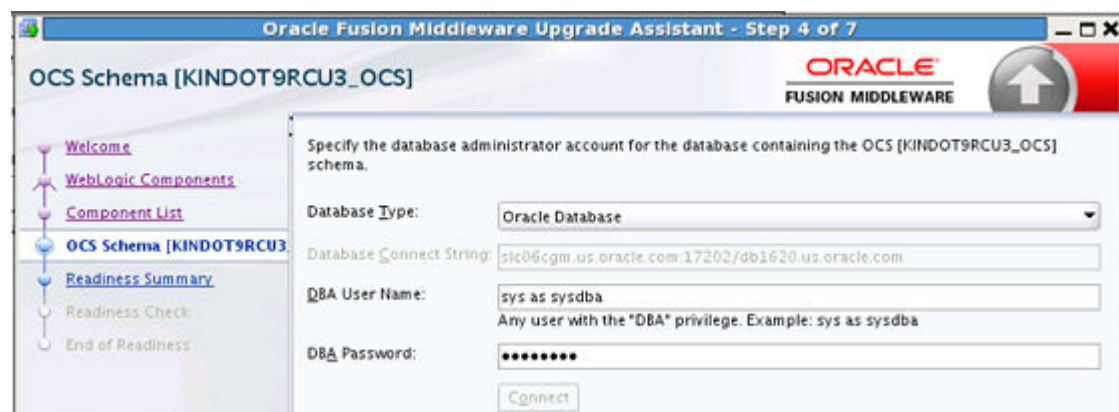 Oracle Fusion Middleware Upgrade Assistant - Step 4 of 7
OCS Schema [KINDOT9RCU3_OCS]
ORACLE
FUSION MIDDLEWARE
Welcome
WebLogic Components
Component List
OCS Schema [KINDOT9RCU3
Readiness Summary
Readiness Check
End of Readiness
Specify the database administrator account for the database containing the OCS [KINDOT9RCU3_OCS]
schema.
Database Type:
Oracle Database
Database Connect String:
slc06cgm.us.oracle.com:17202/db1620.us.oracle.com
DBA User Name:
sys as sysdba
Any user with the "DBA" privilege. Example: sys as sysdba
DBA Password:
Connect